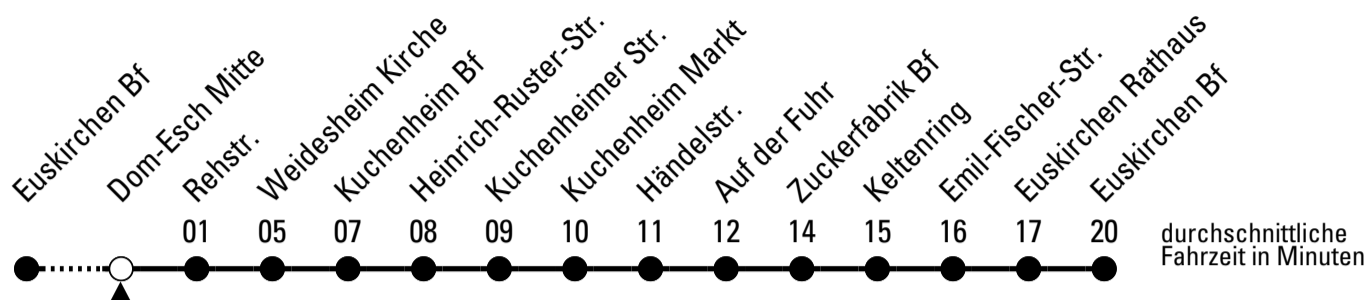 Euskirchen Bf
Dom-Esch Mitte
Rehstr.
Weidesheim Kirche
Kuchenheim Bf
Heinrich-Ruster-Str.
Kuchenheimer Str.
Kuchenheim Markt
Händelstr.
Auf der Fuhr
Zuckerfabrik Bf
Keltenring
Emil-Fischer-Str.
Euskirchen Rathaus
Euskirchen Bf
01 05 07 08 09 10 11 12 14 15 16 17 20
durchschnittliche
Fahrzeit in Minuten